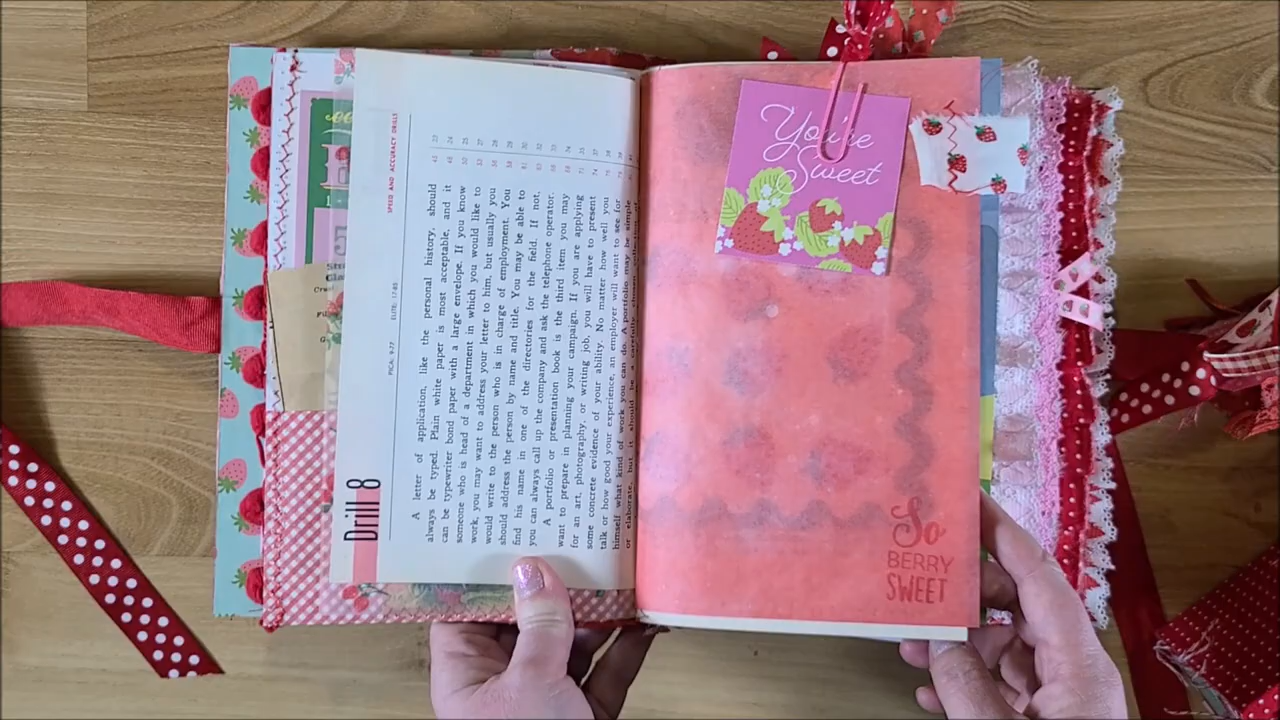 Drill 8
SPEED AND ACCURACY DRILLS
PICA: 9-77 ELITE: 17-85
A letter of application, like the personal history, should
always be typed. Plain white paper is most acceptable, and it
can be typewriter bond paper with a large envelope. If you know
someone who is head of a department in which you would like to
work, you may want to address your letter to him, but usually you
would write to the person who is in charge of employment. You
should address the person by name and title. You may be able to
find his name in one of the directories for the field. If not,
you can always call up the company and ask the telephone operator.
A portfolio or presentation book is the third item you may
want to prepare in planning your campaign. If you are applying
for an art, photography, or writing job, you will have to present
some concrete evidence of your ability. No matter how well you
talk or how good your experience, an employer will want to see for
himself what kind of work you can do. A portfolio may be simple
or elaborate, but it should be a carefully chosen collection of
You're
Sweet
So
BERRY
SWEET